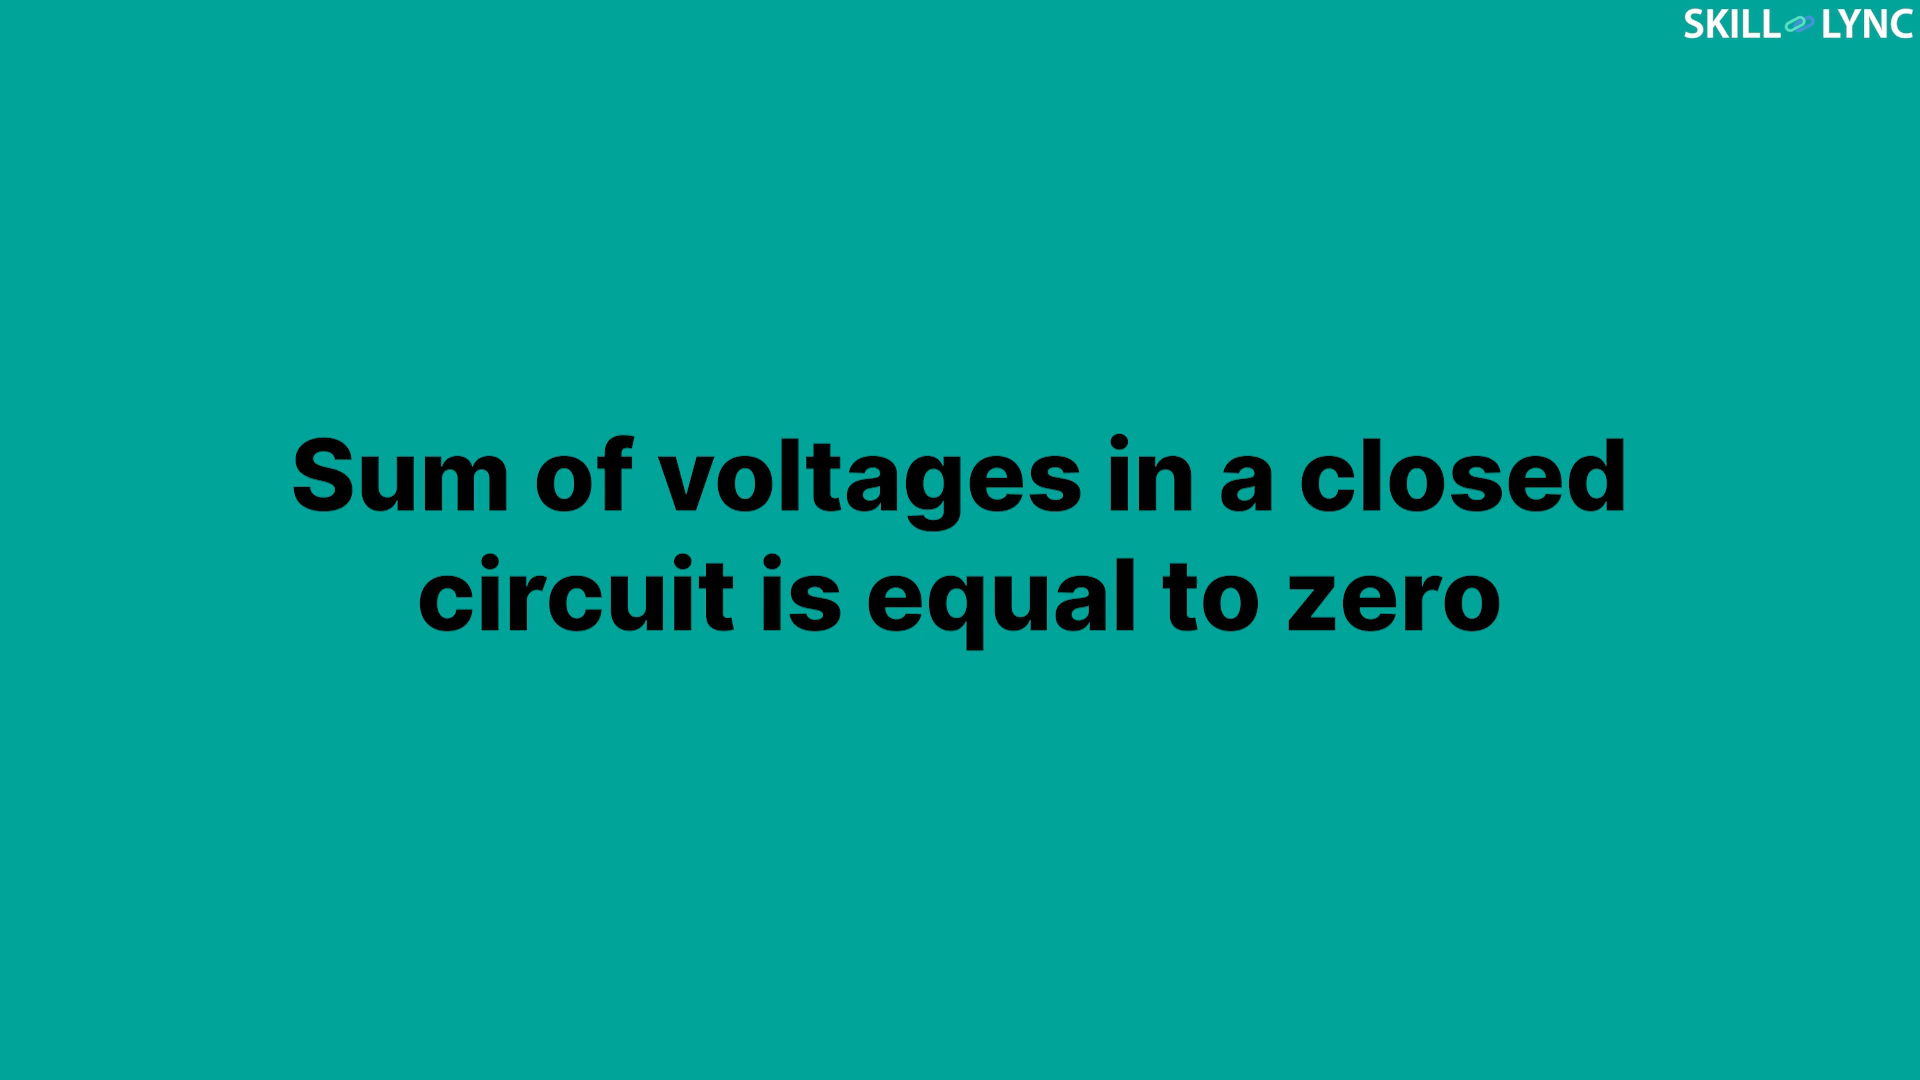 SKILL LYNC
Sum of voltages in a closed
circuit is equal to zero